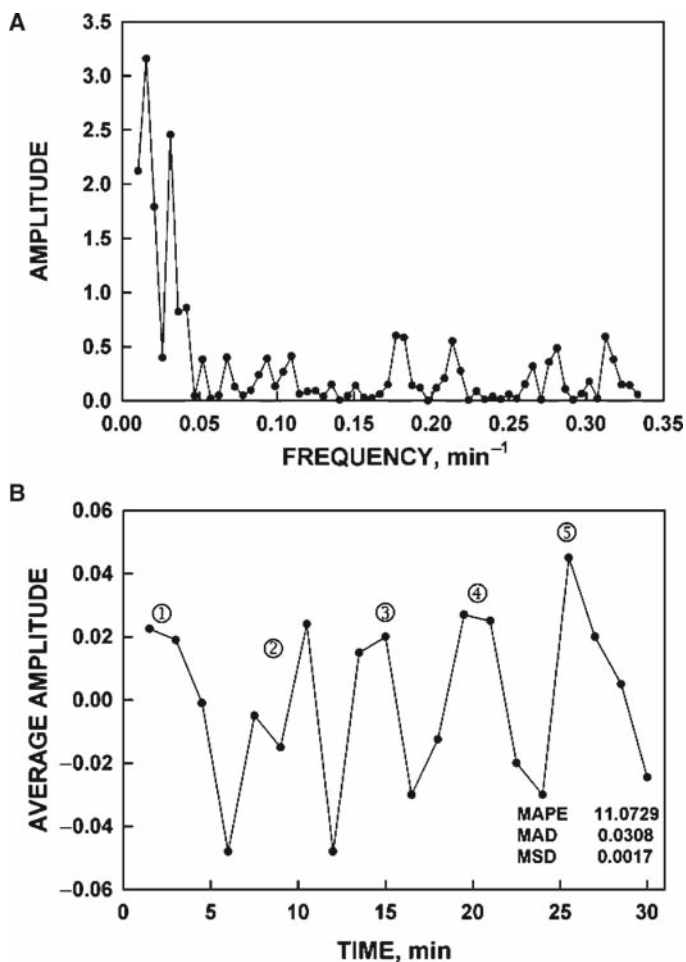 A
3.5
3.0
2.5
2.0
1.5
1.0
0.5
0.0
AMPLITUDE
0.00 0.05 0.10 0.15 0.20 0.25 0.30 0.35
FREQUENCY, min⁻¹
B
0.06
0.04
0.02
0.00
−0.02
−0.04
−0.06
AVERAGE AMPLITUDE
① ② ③ ④ ⑤
MAPE 11.0729
MAD 0.0308
MSD 0.0017
0 5 10 15 20 25 30
TIME, min